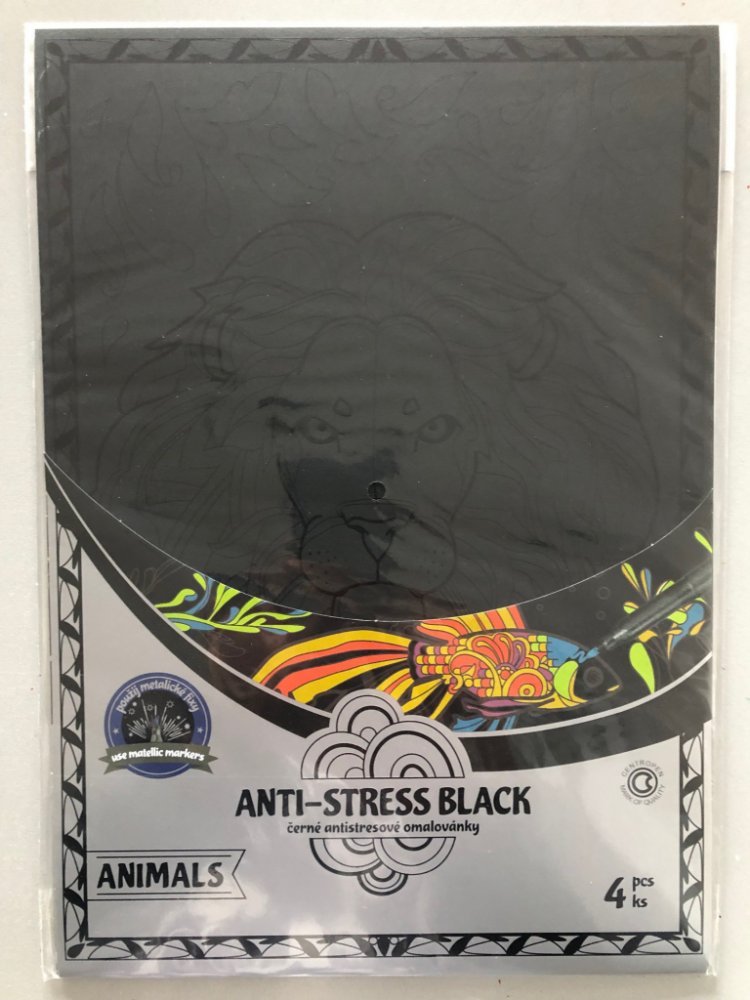 použij metalické fixy
use matellic markers
CENTROPEN
MARK OF QUALITY
ANTI-STRESS BLACK
černé antistresové omalovánky
ANIMALS
4 pcs
ks